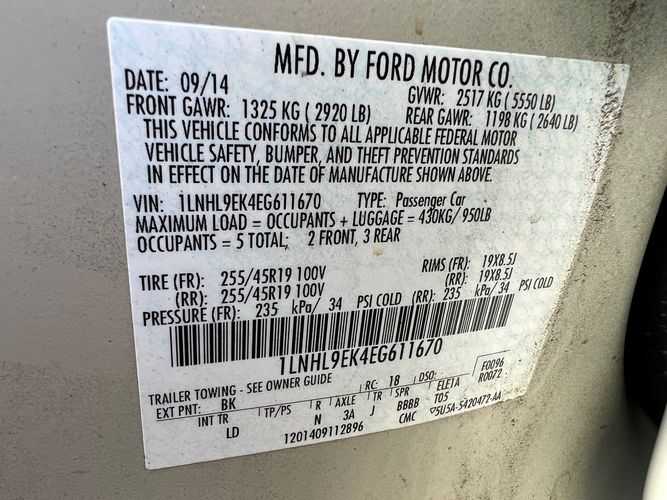 MFD. BY FORD MOTOR CO.
DATE: 09/14 GVWR: 2517 KG ( 5550 LB)
FRONT GAWR: 1325 KG ( 2920 LB) REAR GAWR: 1198 KG ( 2640 LB)
THIS VEHICLE CONFORMS TO ALL APPLICABLE FEDERAL MOTOR
VEHICLE SAFETY, BUMPER, AND THEFT PREVENTION STANDARDS
IN EFFECT ON THE DATE OF MANUFACTURE SHOWN ABOVE.
VIN: 1LNHL9EK4EG611670 TYPE: Passenger Car
MAXIMUM LOAD = OCCUPANTS + LUGGAGE = 430KG/ 950LB
OCCUPANTS = 5 TOTAL; 2 FRONT, 3 REAR
TIRE (FR): 255/45R19 100V RIMS (FR): 19X8.5J
(RR): 255/45R19 100V (RR): 19X8.5J
PRESSURE (FR): 235 kPa/ 34 PSI COLD (RR): 235 kPa/ 34 PSI COLD
1LNHL9EK4EG611670
F0096
R0072
TRAILER TOWING - SEE OWNER GUIDE RC: 18 DSO:
EXT PNT: BK
INT TR TP/PS R AXLE TR SPR ELE1A
LD N 3A J BBBB T05
1201409112896 CMC ▽5U5A-5420472-AA